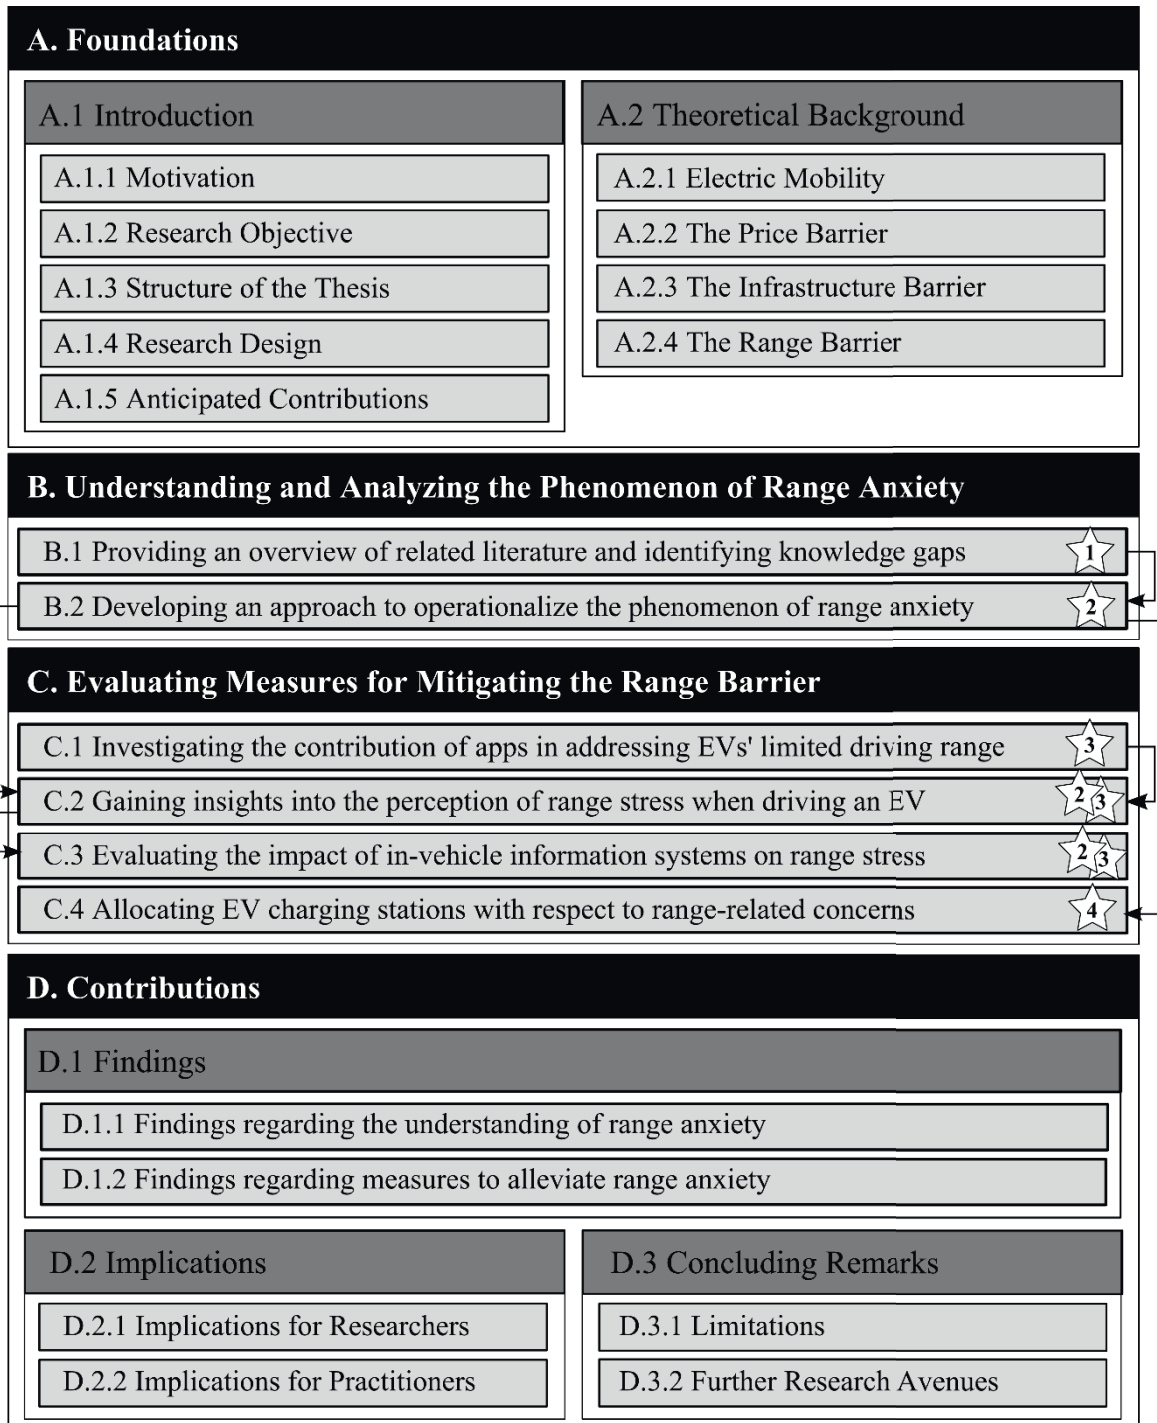 A. Foundations
A.1 Introduction
A.1.1 Motivation
A.1.2 Research Objective
A.1.3 Structure of the Thesis
A.1.4 Research Design
A.1.5 Anticipated Contributions
A.2 Theoretical Background
A.2.1 Electric Mobility
A.2.2 The Price Barrier
A.2.3 The Infrastructure Barrier
A.2.4 The Range Barrier
B. Understanding and Analyzing the Phenomenon of Range Anxiety
B.1 Providing an overview of related literature and identifying knowledge gaps 1
B.2 Developing an approach to operationalize the phenomenon of range anxiety 2
C. Evaluating Measures for Mitigating the Range Barrier
C.1 Investigating the contribution of apps in addressing EVs' limited driving range 3
C.2 Gaining insights into the perception of range stress when driving an EV 2 3
C.3 Evaluating the impact of in-vehicle information systems on range stress 2 3
C.4 Allocating EV charging stations with respect to range-related concerns 4
D. Contributions
D.1 Findings
D.1.1 Findings regarding the understanding of range anxiety
D.1.2 Findings regarding measures to alleviate range anxiety
D.2 Implications
D.2.1 Implications for Researchers
D.2.2 Implications for Practitioners
D.3 Concluding Remarks
D.3.1 Limitations
D.3.2 Further Research Avenues